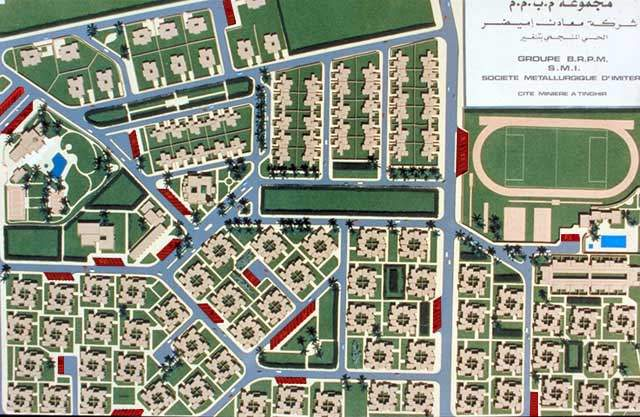 مجموعة م.ب.م.م
شركة معادن إميضر
الحي المنجمي بتنغير
GROUPE B.R.P.M.
S.M.I.
SOCIETE METALLURGIQUE D'IMITER
CITE MINIERE A TINGHIR